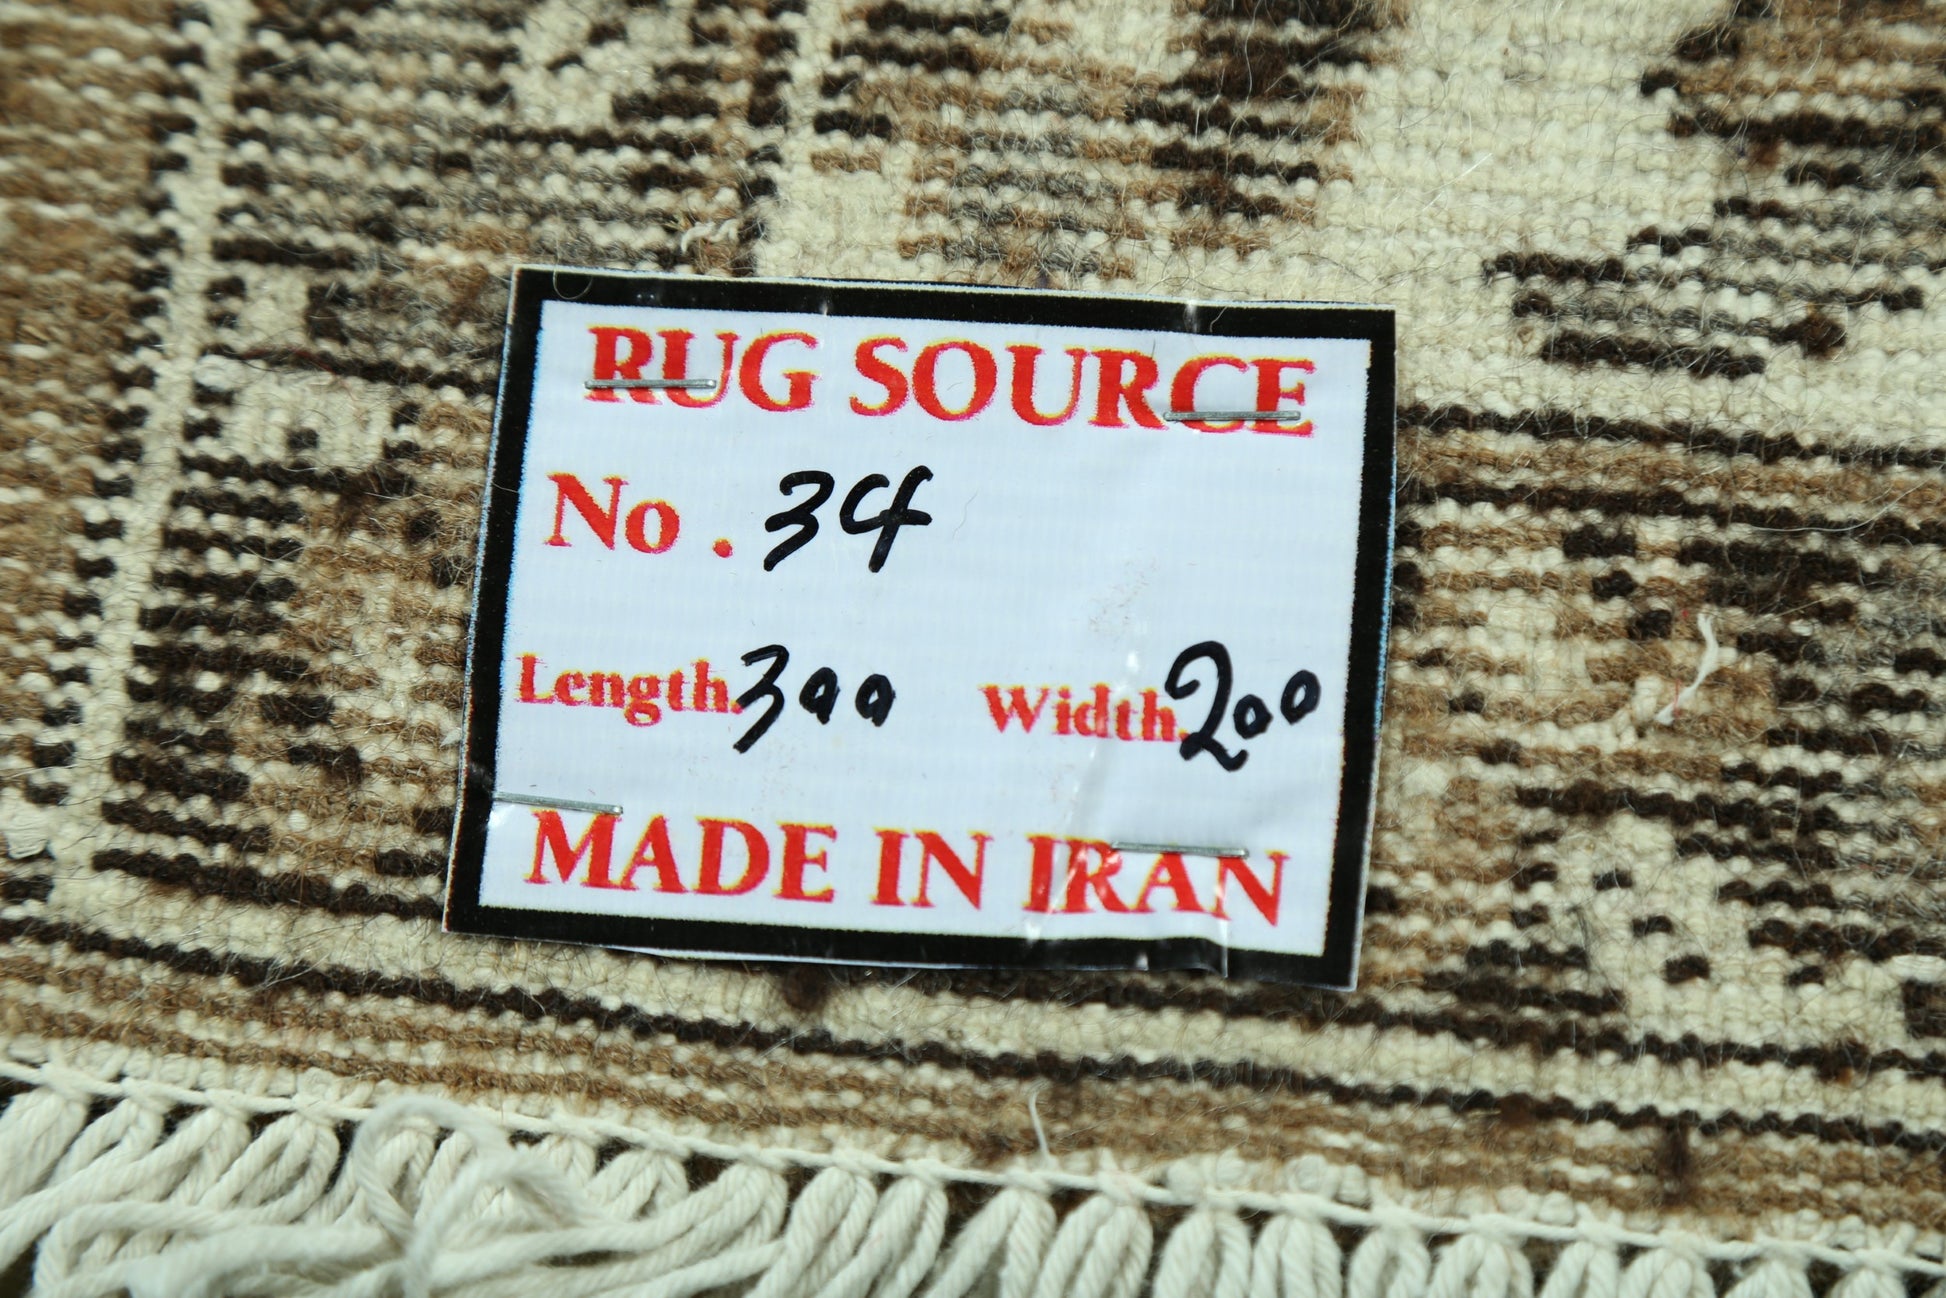 RUG SOURCE
No . 34
Length. 300 Width. 200
MADE IN IRAN